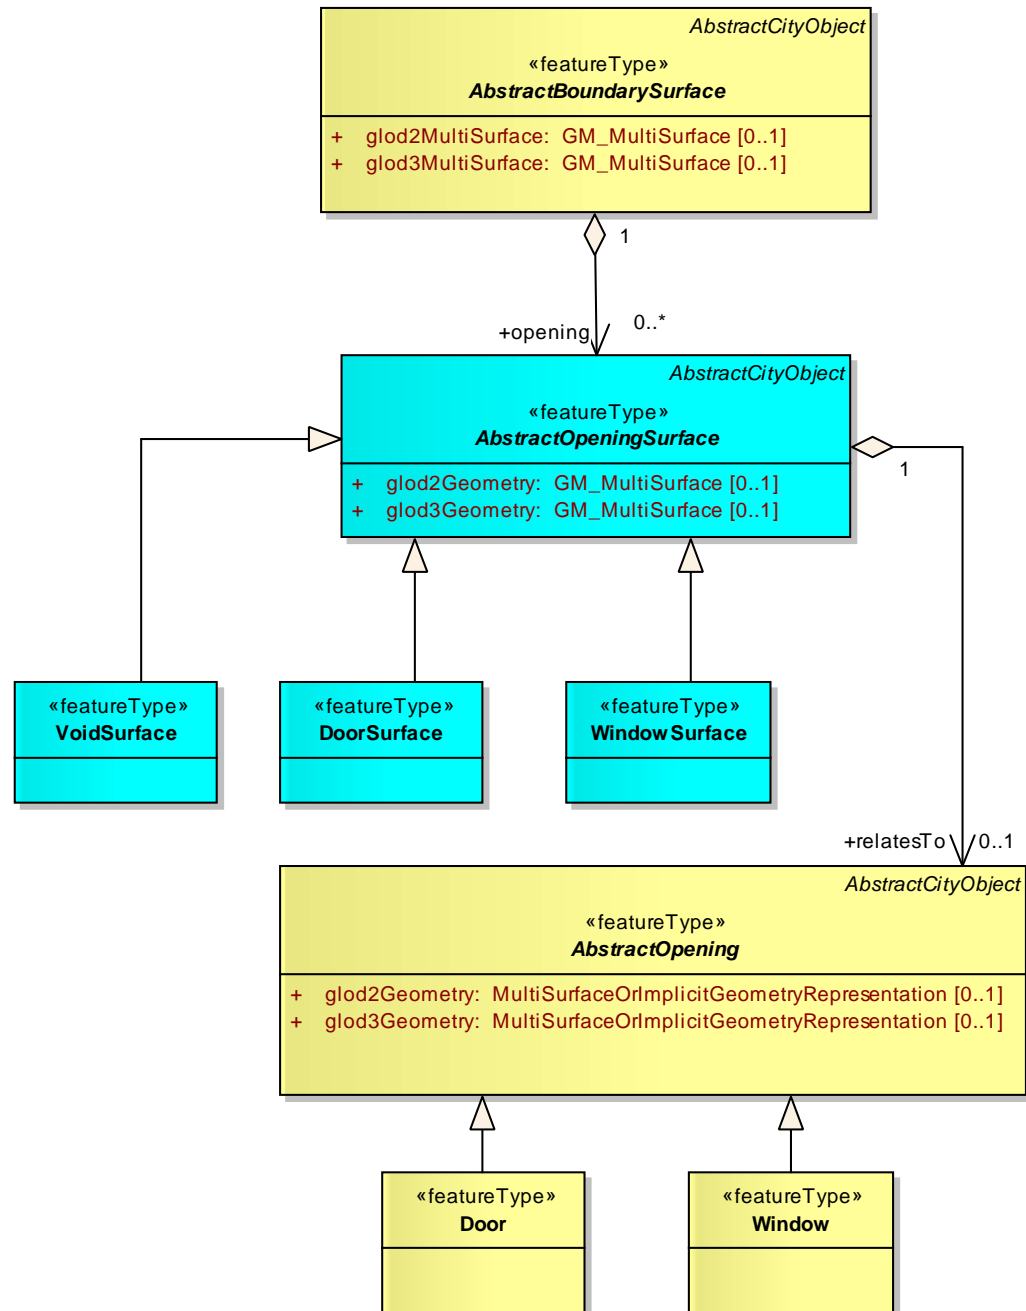 AbstractCityObject
«featureType»
AbstractBoundarySurface
+ glod2MultiSurface: GM_MultiSurface [0..1]
+ glod3MultiSurface: GM_MultiSurface [0..1]
1
+opening
0..*
AbstractCityObject
«featureType»
AbstractOpeningSurface
+ glod2Geometry: GM_MultiSurface [0..1]
+ glod3Geometry: GM_MultiSurface [0..1]
1
«featureType»
VoidSurface
«featureType»
DoorSurface
«featureType»
WindowSurface
+relatesTo
0..1
AbstractCityObject
«featureType»
AbstractOpening
+ glod2Geometry: MultiSurfaceOrImplicitGeometryRepresentation [0..1]
+ glod3Geometry: MultiSurfaceOrImplicitGeometryRepresentation [0..1]
«featureType»
Door
«featureType»
Window